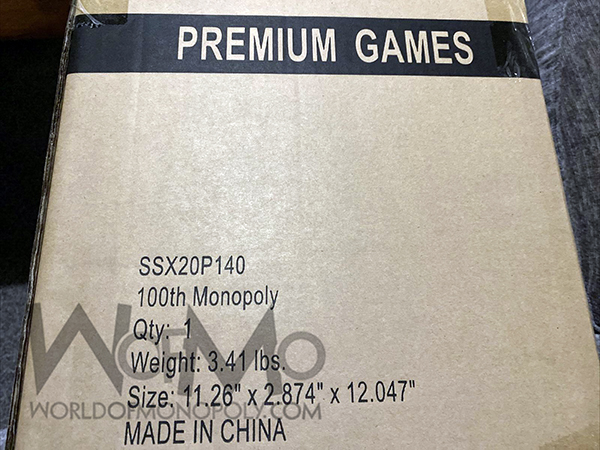 PREMIUM GAMES
SSX20P140
100th Monopoly
Qty: 1
Weight: 3.41 lbs.
Size: 11.26" x 2.874" x 12.047"
MADE IN CHINA
WOFMO
WORLDOFMONOPOLY.COM